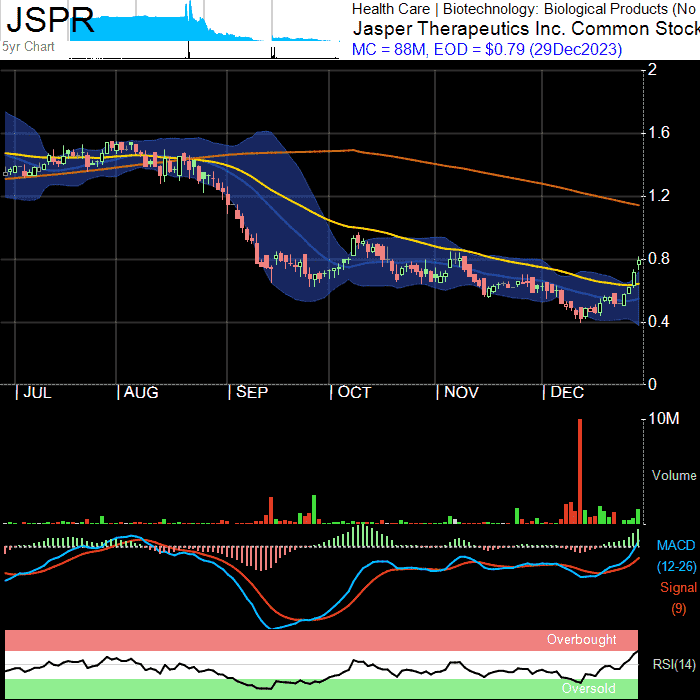 JSPR
5yr Chart
Health Care | Biotechnology: Biological Products (No
Jasper Therapeutics Inc. Common Stock
MC = 88M, EOD = $0.79 (29Dec2023)
2
1.6
1.2
0.8
0.4
0
JUL AUG SEP OCT NOV DEC
10M
Volume
MACD
(12-26)
Signal
(9)
Overbought
RSI(14)
Oversold